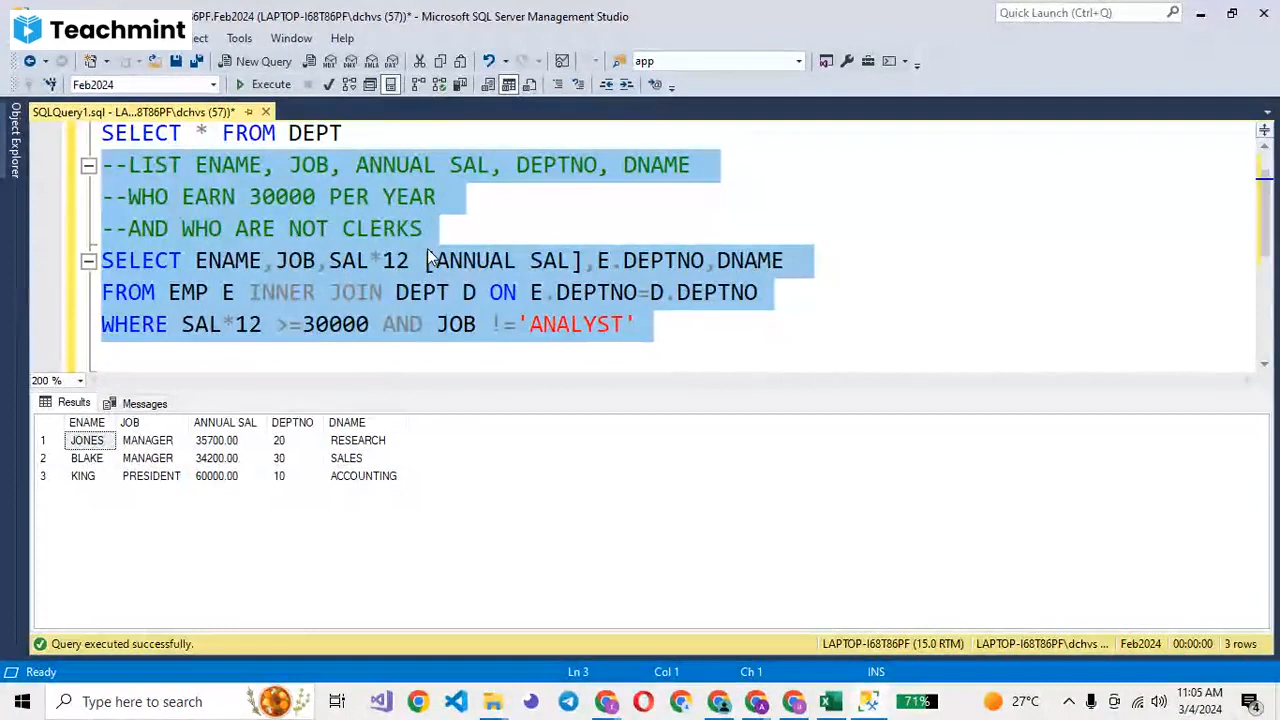 Teachmint
PF.Feb2024 (LAPTOP-I68T86PF\dchvs (57))* - Microsoft SQL Server Management Studio
Quick Launch (Ctrl+Q)
Tools Window Help
New Query
app
Feb2024
Execute
SQLQuery1.sql - LA...8T86PF\dchvs (57))*
Object Explorer
SELECT * FROM DEPT
--LIST ENAME, JOB, ANNUAL SAL, DEPTNO, DNAME
--WHO EARN 30000 PER YEAR
--AND WHO ARE NOT CLERKS
SELECT ENAME,JOB,SAL*12 [ANNUAL SAL],E.DEPTNO,DNAME
FROM EMP E INNER JOIN DEPT D ON E.DEPTNO=D.DEPTNO
WHERE SAL*12 >=30000 AND JOB !='ANALYST'
200 %
Results Messages
ENAME JOB ANNUAL SAL DEPTNO DNAME
1 JONES MANAGER 35700.00 20 RESEARCH
2 BLAKE MANAGER 34200.00 30 SALES
3 KING PRESIDENT 60000.00 10 ACCOUNTING
Query executed successfully.
LAPTOP-I68T86PF (15.0 RTM) LAPTOP-I68T86PF\dchvs ... Feb2024 00:00:00 3 rows
Ready
Ln 3 Col 1 Ch 1 INS
Type here to search
71%
27°C
11:05 AM
3/4/2024
4